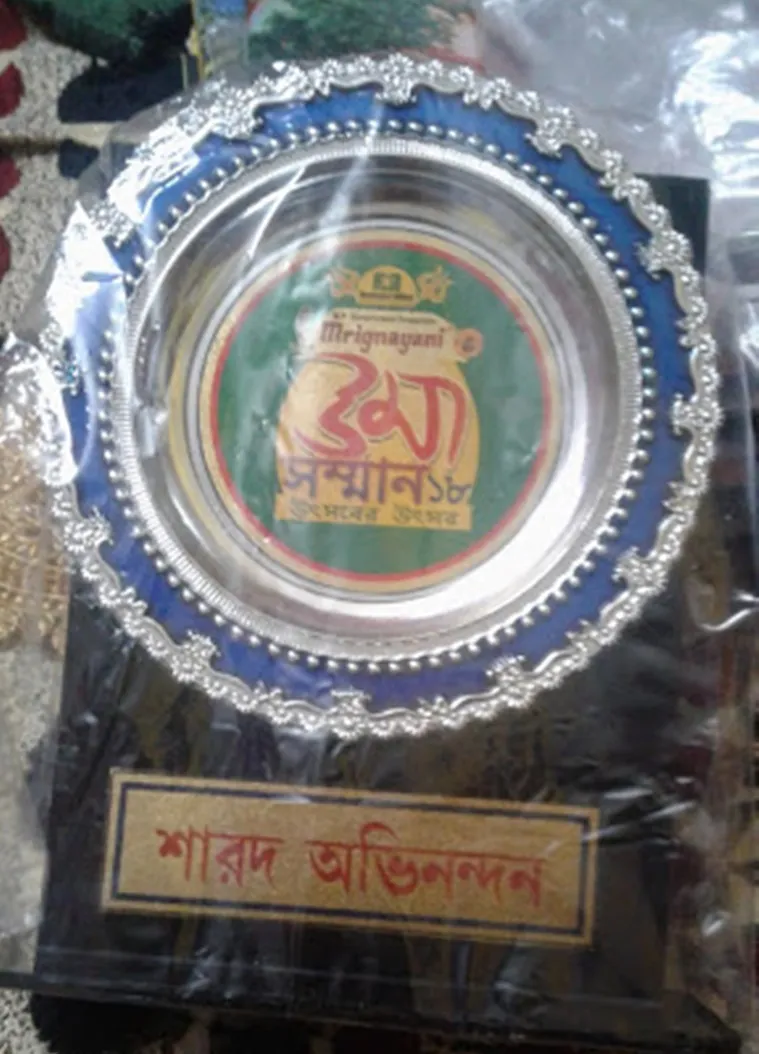 Mrignayani
উমা
সম্মান ১৮
উৎসবের উৎসব
শারদ অভিনন্দন